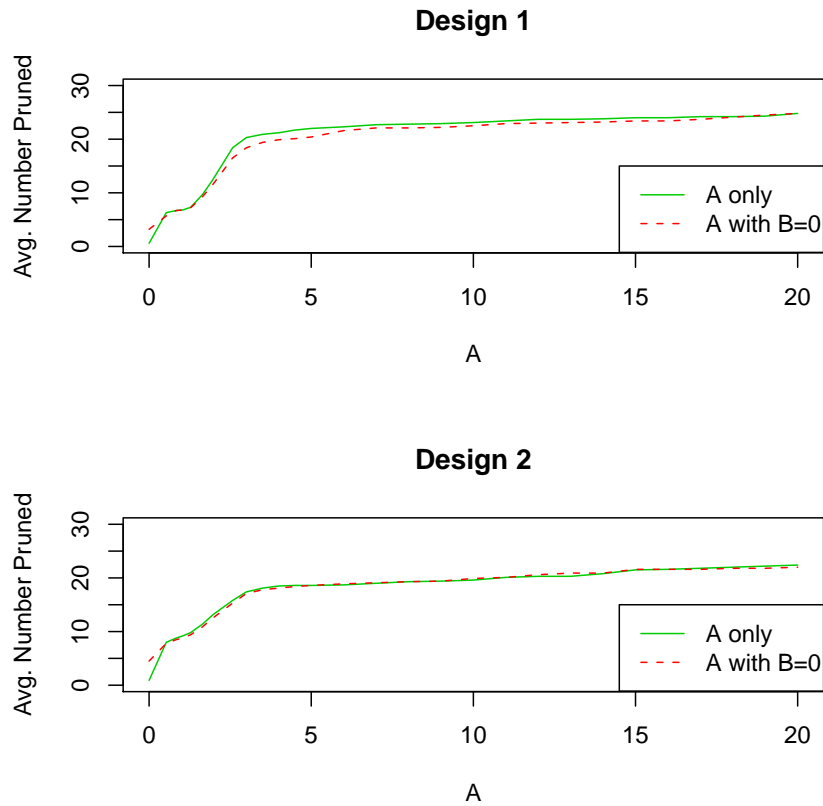 Design 1
Avg. Number Pruned
30
20
10
0
A only
A with B=0
0 5 10 15 20
A
Design 2
Avg. Number Pruned
30
20
10
0
A only
A with B=0
0 5 10 15 20
A